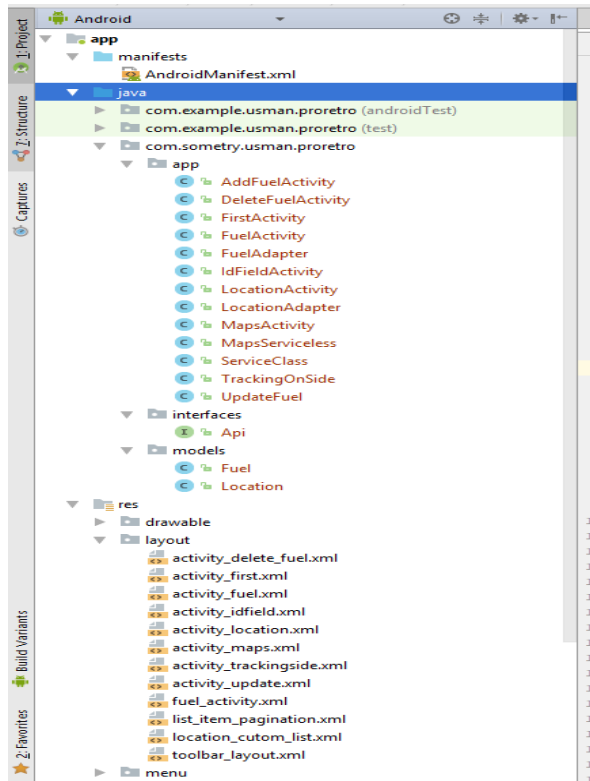 Android
1: Project
7: Structure
Captures
Build Variants
2: Favorites
app
manifests
AndroidManifest.xml
java
com.example.usman.proretro (androidTest)
com.example.usman.proretro (test)
com.sometry.usman.proretro
app
AddFuelActivity
DeleteFuelActivity
FirstActivity
FuelActivity
FuelAdapter
IdFieldActivity
LocationActivity
LocationAdapter
MapsActivity
MapsServiceless
ServiceClass
TrackingOnSide
UpdateFuel
interfaces
Api
models
Fuel
Location
res
drawable
layout
activity_delete_fuel.xml
activity_first.xml
activity_fuel.xml
activity_idfield.xml
activity_location.xml
activity_maps.xml
activity_trackingside.xml
activity_update.xml
fuel_activity.xml
list_item_pagination.xml
location_cutom_list.xml
toolbar_layout.xml
menu